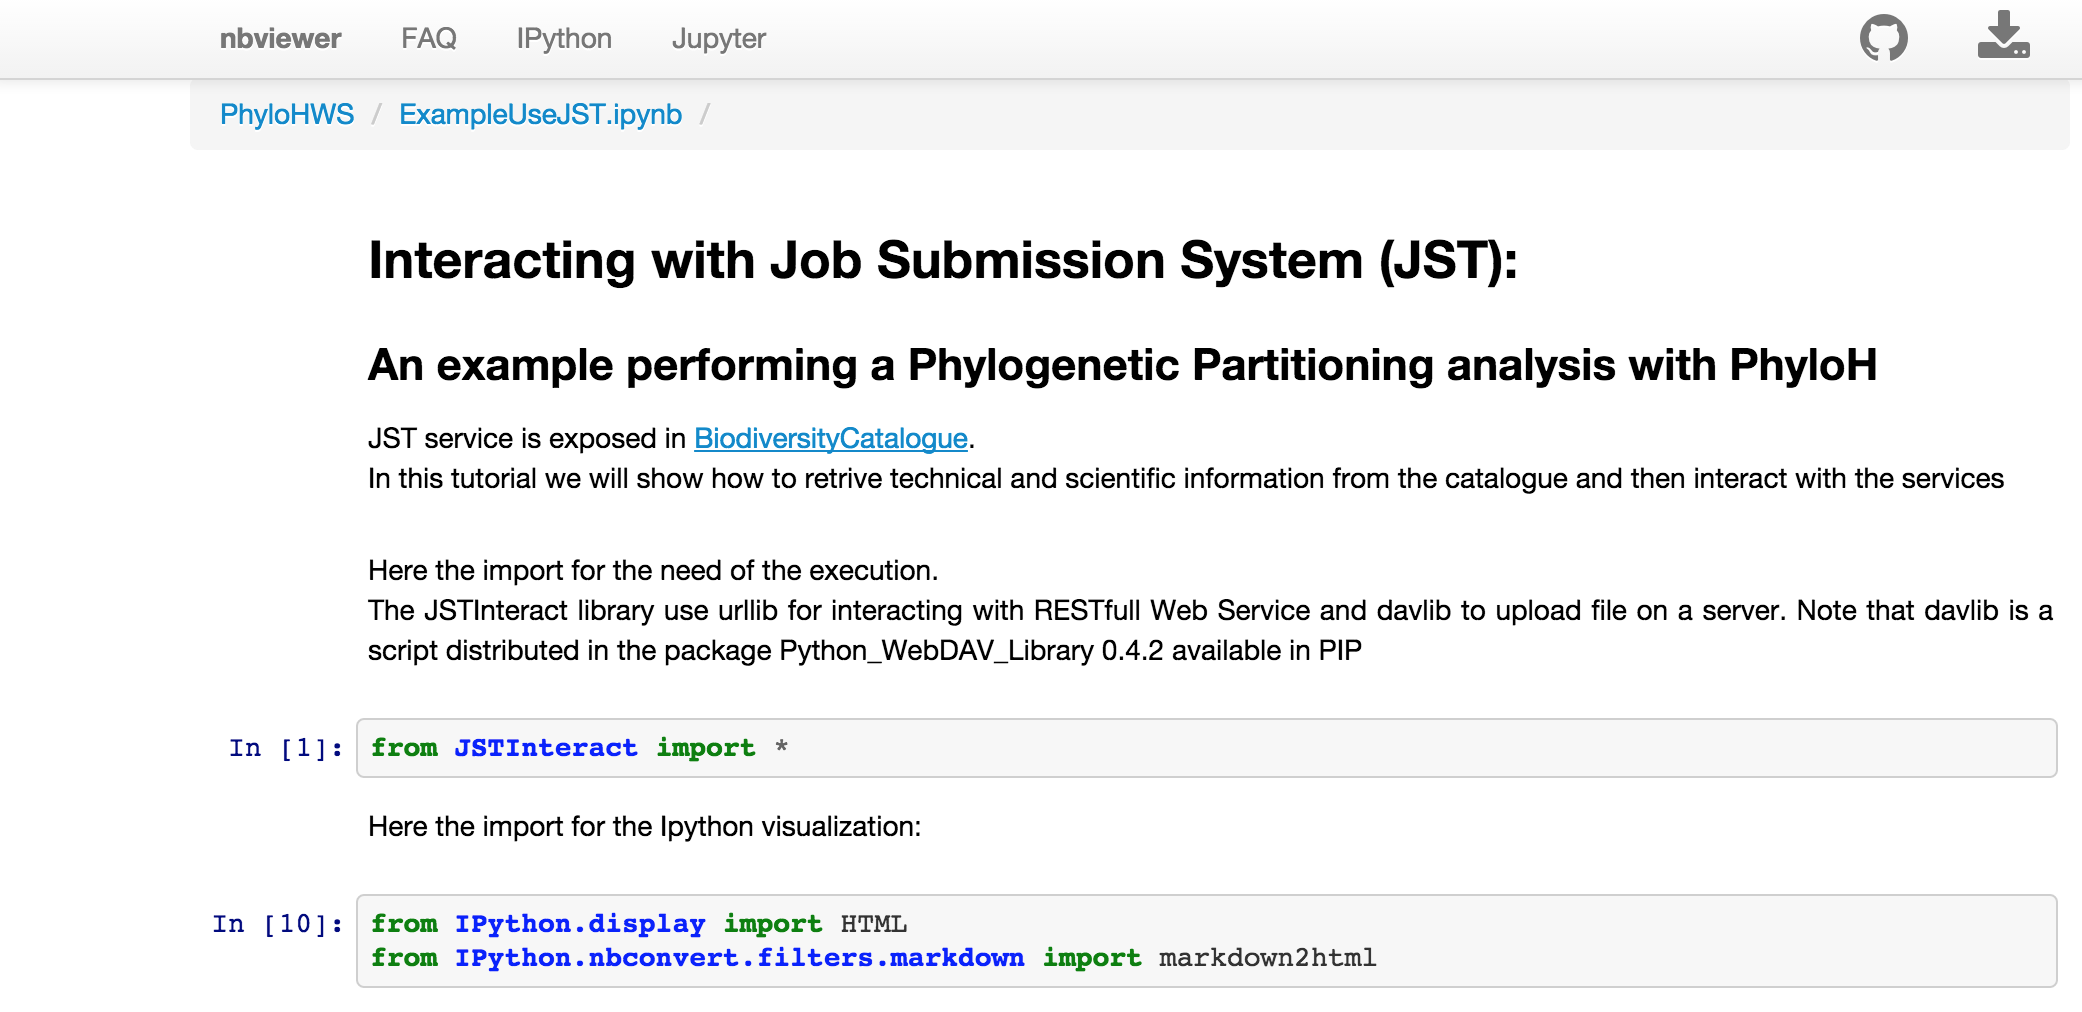 nbviewer FAQ IPython Jupyter
PhyloHWS / ExampleUseJST.ipynb /
Interacting with Job Submission System (JST):
An example performing a Phylogenetic Partitioning analysis with PhyloH
JST service is exposed in BiodiversityCatalogue.
In this tutorial we will show how to retrive technical and scientific information from the catalogue and then interact with the services
Here the import for the need of the execution.
The JSTInteract library use urllib for interacting with RESTfull Web Service and davlib to upload file on a server. Note that davlib is a
script distributed in the package Python_WebDAV_Library 0.4.2 available in PIP
In [1]: from JSTInteract import *
Here the import for the Ipython visualization:
In [10]: from IPython.display import HTML
from IPython.nbconvert.filters.markdown import markdown2html